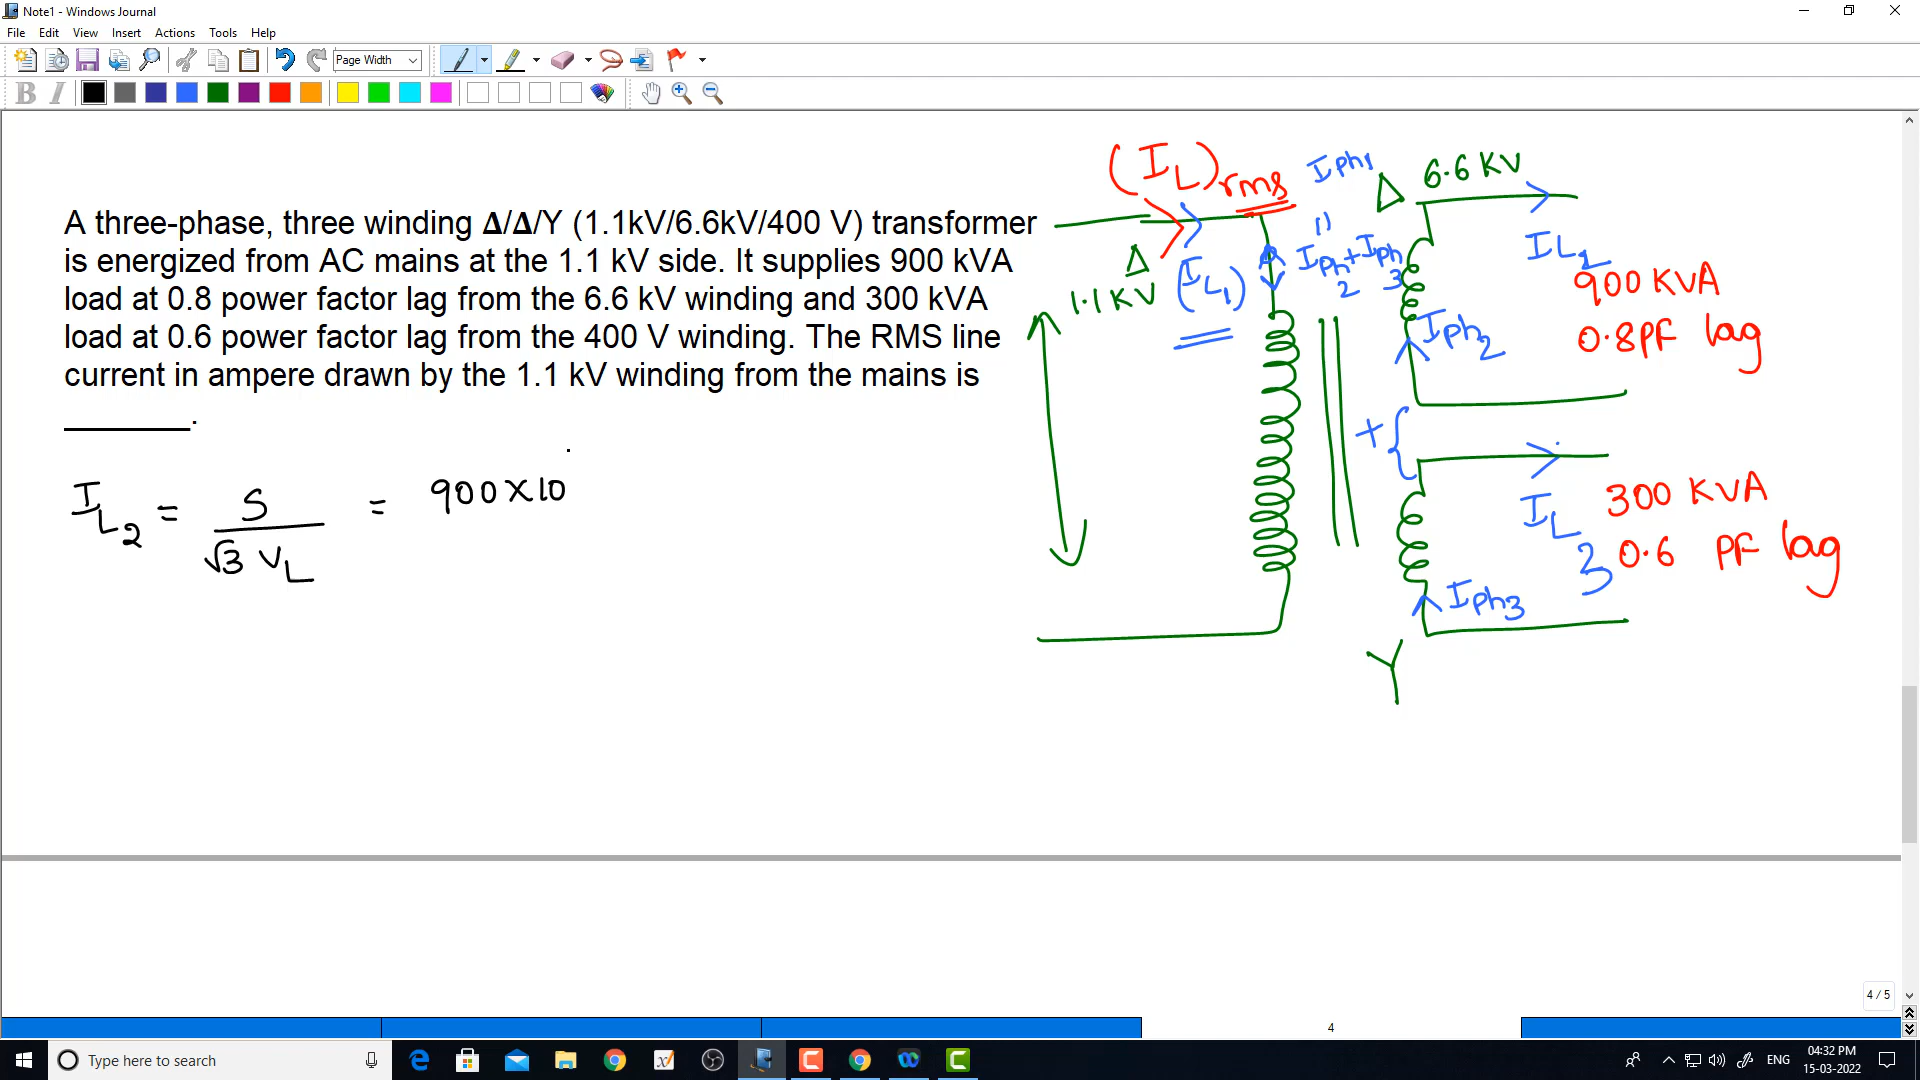 Note1 - Windows Journal
File Edit View Insert Actions Tools Help
Page Width
B I
A three-phase, three winding Δ/Δ/Y (1.1kV/6.6kV/400 V) transformer
is energized from AC mains at the 1.1 kV side. It supplies 900 kVA
load at 0.8 power factor lag from the 6.6 kV winding and 300 kVA
load at 0.6 power factor lag from the 400 V winding. The RMS line
current in ampere drawn by the 1.1 kV winding from the mains is
________.
I_L2 = S / √3 V_L = 900×10
(I_L)rms
Iph1
||
Iph2 + Iph3
Δ
1.1 KV
(I_L1)
Δ 6.6 KV
IL2
900 KVA
0.8 PF lag
Iph2
+ {
I_L3
300 KVA
0.6 PF lag
Iph3
Y
4 / 5
4
Type here to search
ENG
04:32 PM
15-03-2022